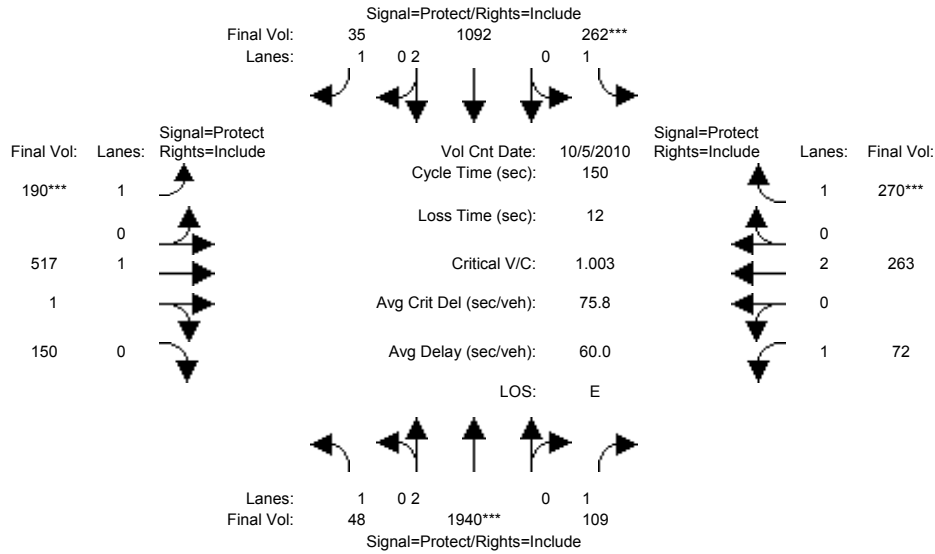 Signal=Protect/Rights=Include
Final Vol: 35 1092 262***
Lanes: 1 0 2 0 1
Signal=Protect Signal=Protect
Final Vol: Lanes: Rights=Include Vol Cnt Date: 10/5/2010 Rights=Include Lanes: Final Vol:
Cycle Time (sec): 150
190*** 1 1 270***
Loss Time (sec): 12
0 0
517 1 Critical V/C: 1.003 2 263
1 Avg Crit Del (sec/veh): 75.8 0
150 0 Avg Delay (sec/veh): 60.0 1 72
LOS: E
Lanes: 1 0 2 0 1
Final Vol: 48 1940*** 109
Signal=Protect/Rights=Include